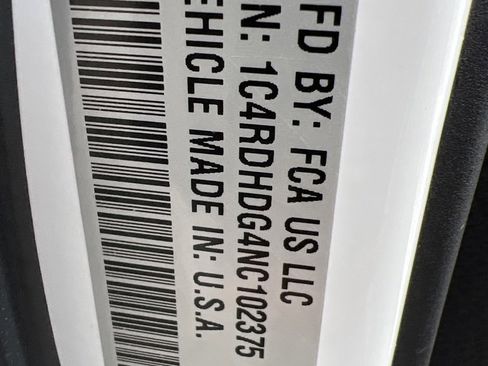 FD BY: FCA US LLC
N: 1C4RDHDG4NC102375
EHICLE MADE IN: U.S.A.